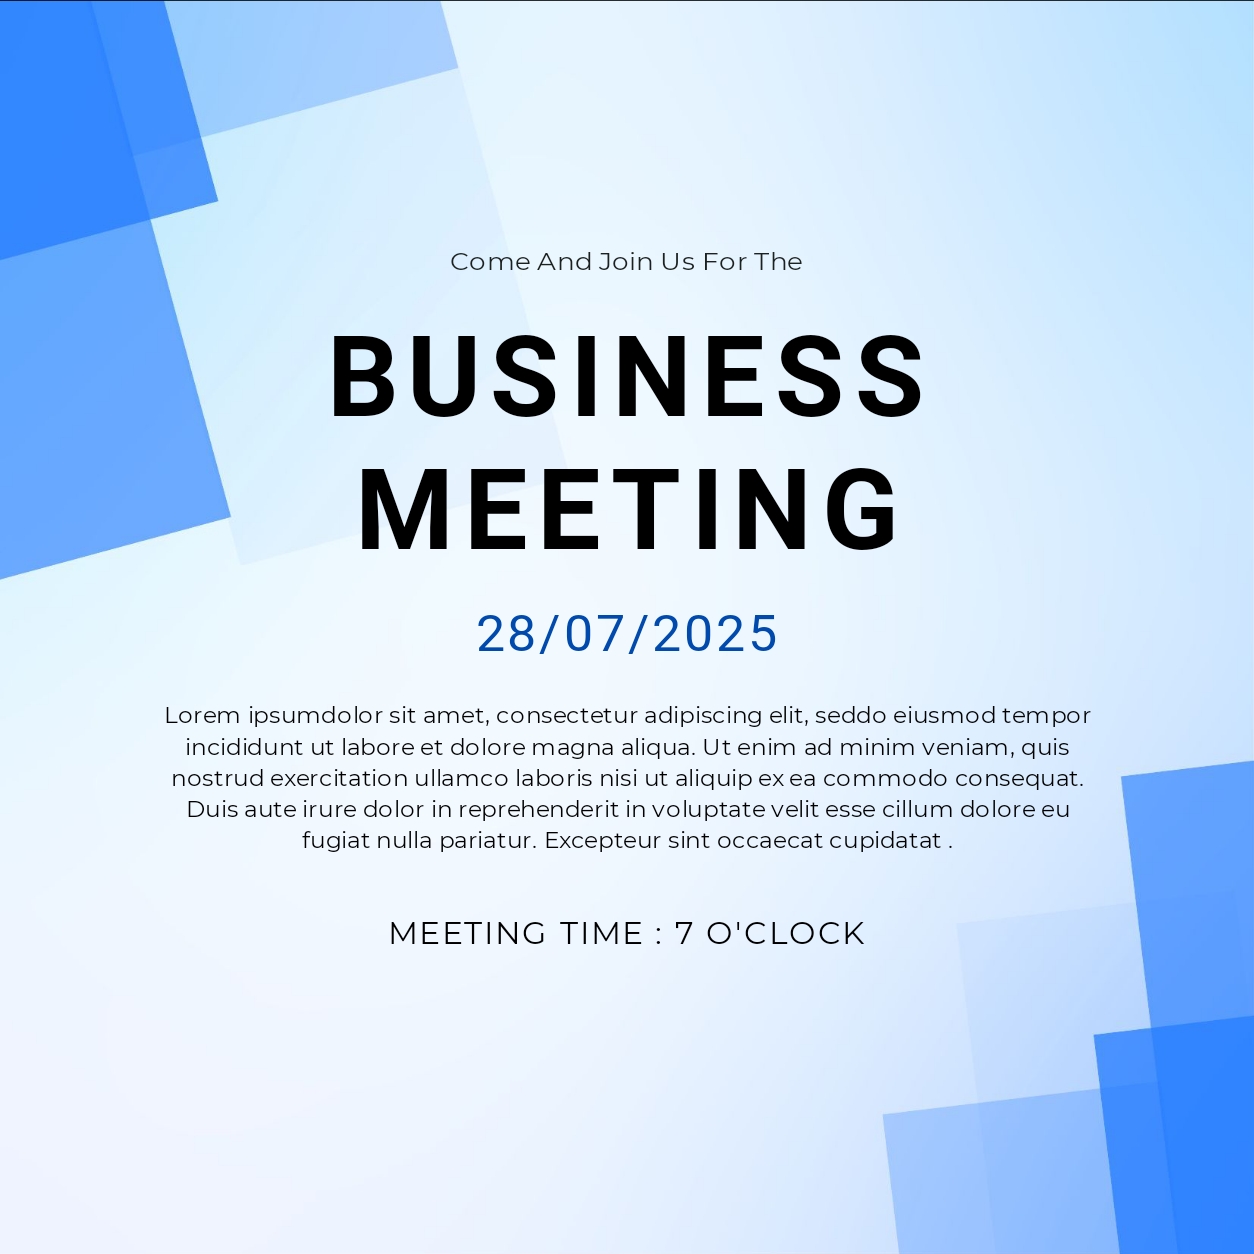 Come And Join Us For The
BUSINESS
MEETING
28/07/2025
Lorem ipsumdolor sit amet, consectetur adipiscing elit, seddo eiusmod tempor
incididunt ut labore et dolore magna aliqua. Ut enim ad minim veniam, quis
nostrud exercitation ullamco laboris nisi ut aliquip ex ea commodo consequat.
Duis aute irure dolor in reprehenderit in voluptate velit esse cillum dolore eu
fugiat nulla pariatur. Excepteur sint occaecat cupidatat .
MEETING TIME : 7 O'CLOCK